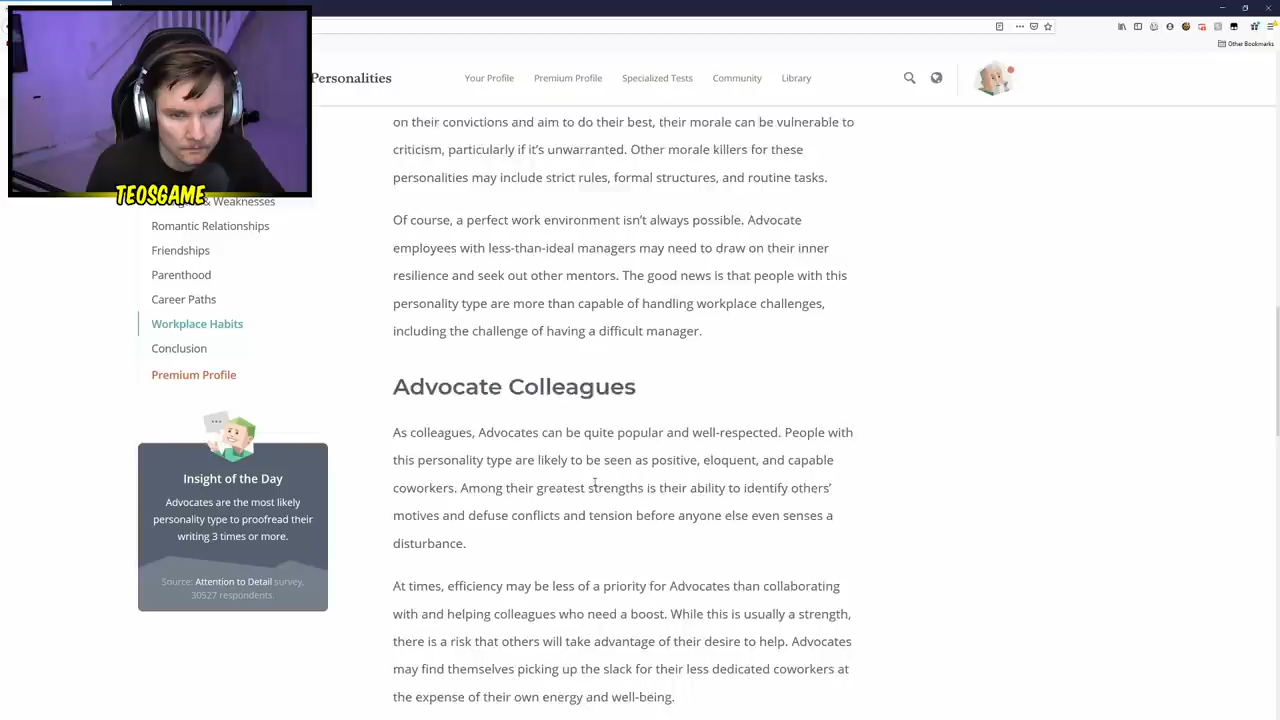 Personalities
Your Profile
Premium Profile
Specialized Tests
Community
Library
Other Bookmarks
TEOSGAME
& Weaknesses
Romantic Relationships
Friendships
Parenthood
Career Paths
Workplace Habits
Conclusion
Premium Profile
Insight of the Day
Advocates are the most likely
personality type to proofread their
writing 3 times or more.
Source: Attention to Detail survey,
30527 respondents.
on their convictions and aim to do their best, their morale can be vulnerable to
criticism, particularly if it’s unwarranted. Other morale killers for these
personalities may include strict rules, formal structures, and routine tasks.
Of course, a perfect work environment isn’t always possible. Advocate
employees with less-than-ideal managers may need to draw on their inner
resilience and seek out other mentors. The good news is that people with this
personality type are more than capable of handling workplace challenges,
including the challenge of having a difficult manager.
Advocate Colleagues
As colleagues, Advocates can be quite popular and well-respected. People with
this personality type are likely to be seen as positive, eloquent, and capable
coworkers. Among their greatest strengths is their ability to identify others’
motives and defuse conflicts and tension before anyone else even senses a
disturbance.
At times, efficiency may be less of a priority for Advocates than collaborating
with and helping colleagues who need a boost. While this is usually a strength,
there is a risk that others will take advantage of their desire to help. Advocates
may find themselves picking up the slack for their less dedicated coworkers at
the expense of their own energy and well-being.